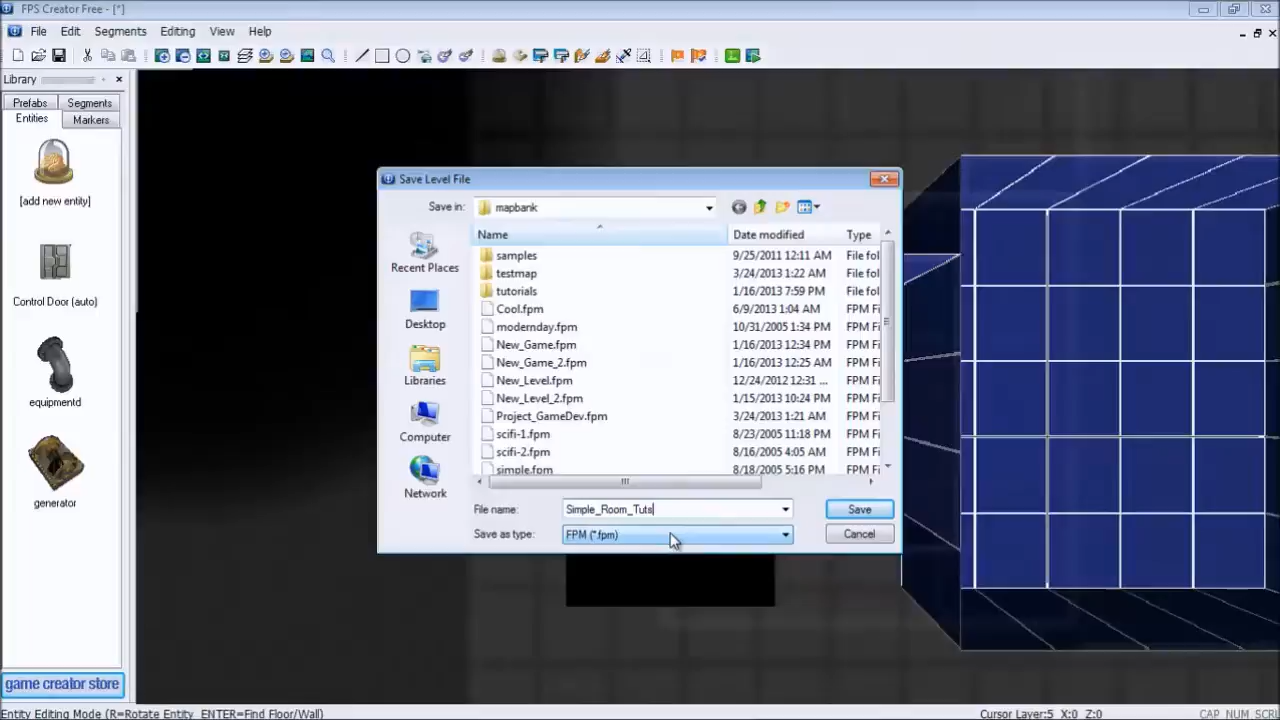 FPS Creator Free - [*]
File Edit Segments Editing View Help
Library
Prefabs Segments
Entities Markers
[add new entity]
Control Door (auto)
equipmentd
generator
game creator store
Save Level File
Save in: mapbank
Recent Places
Desktop
Libraries
Computer
Network
Name Date modified Type
samples 9/25/2011 12:11 AM File fol
testmap 3/24/2013 1:22 AM File fol
tutorials 1/16/2013 7:59 PM File fol
Cool.fpm 6/9/2013 1:04 AM FPM Fi
modernday.fpm 10/31/2005 1:34 PM FPM Fi
New_Game.fpm 1/16/2013 12:34 PM FPM Fi
New_Game_2.fpm 1/16/2013 12:25 AM FPM Fi
New_Level.fpm 12/24/2012 12:31 ... FPM Fi
New_Level_2.fpm 1/15/2013 10:24 PM FPM Fi
Project_GameDev.fpm 3/24/2013 1:21 AM FPM Fi
scifi-1.fpm 8/23/2005 11:18 PM FPM Fi
scifi-2.fpm 8/16/2005 4:05 AM FPM Fi
simple.fpm 8/18/2005 5:16 PM FPM Fi
File name: Simple_Room_Tuts Save
Save as type: FPM (*.fpm) Cancel
Entity Editing Mode (R=Rotate Entity ENTER=Find Floor/Wall) Cursor Layer:5 X:0 Z:0 CAP NUM SCRL